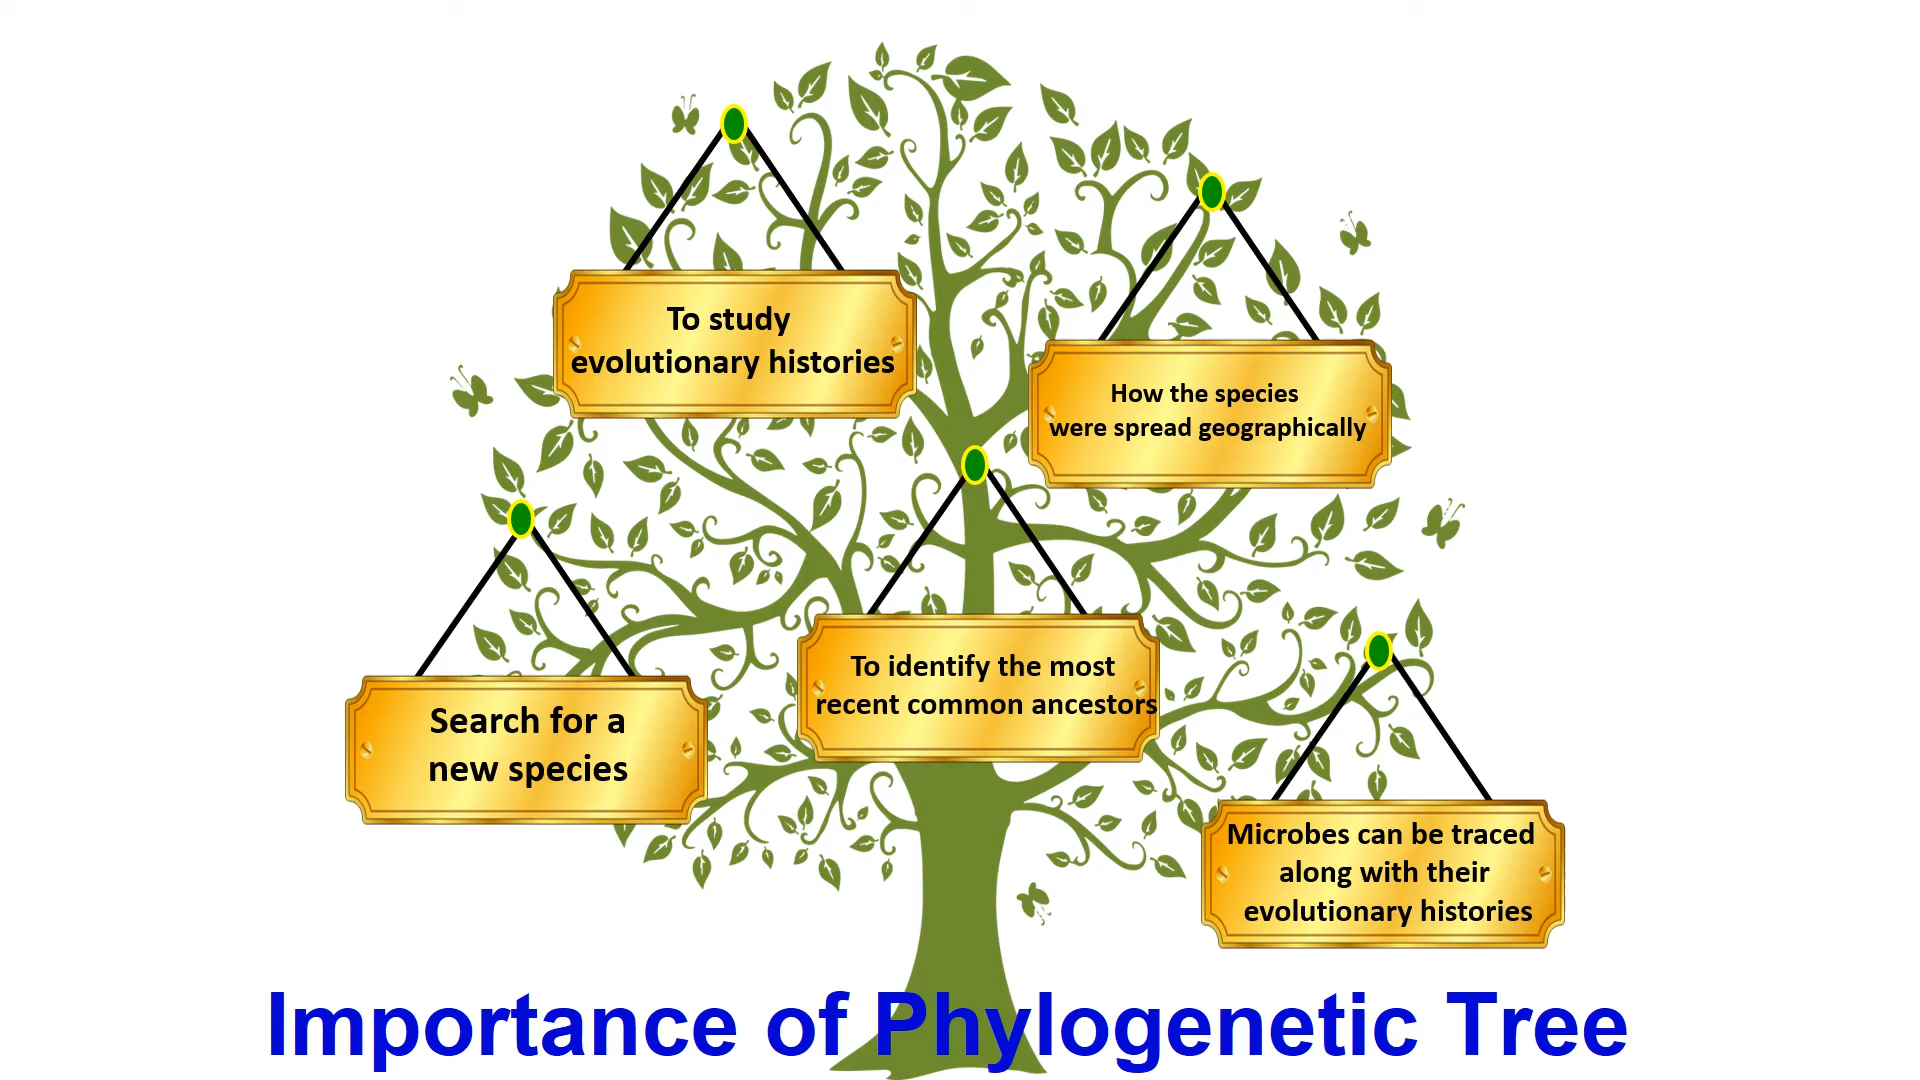 To study
evolutionary histories
How the species
were spread geographically
Search for a
new species
To identify the most
recent common ancestors
Microbes can be traced
along with their
evolutionary histories
Importance of Phylogenetic Tree